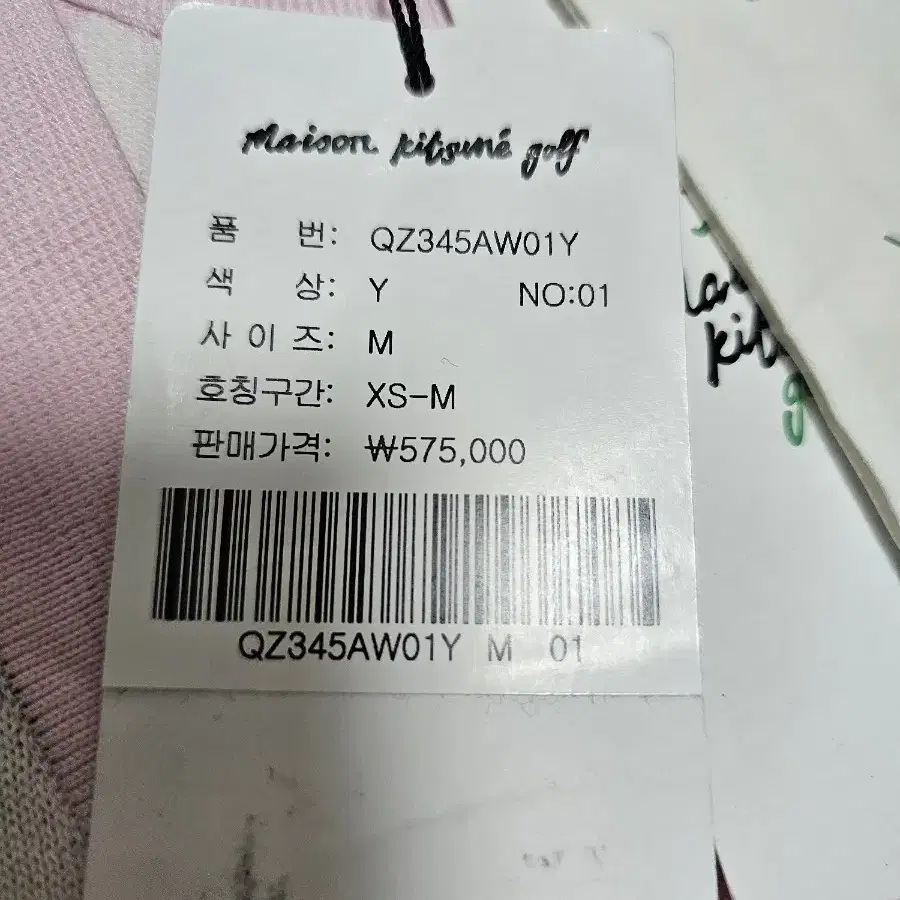 Maison kitsuné golf
품 번: QZ345AW01Y
색 상: Y NO:01
사 이 즈: M
호칭구간: XS-M
판매가격: ₩575,000
QZ345AW01Y M 01